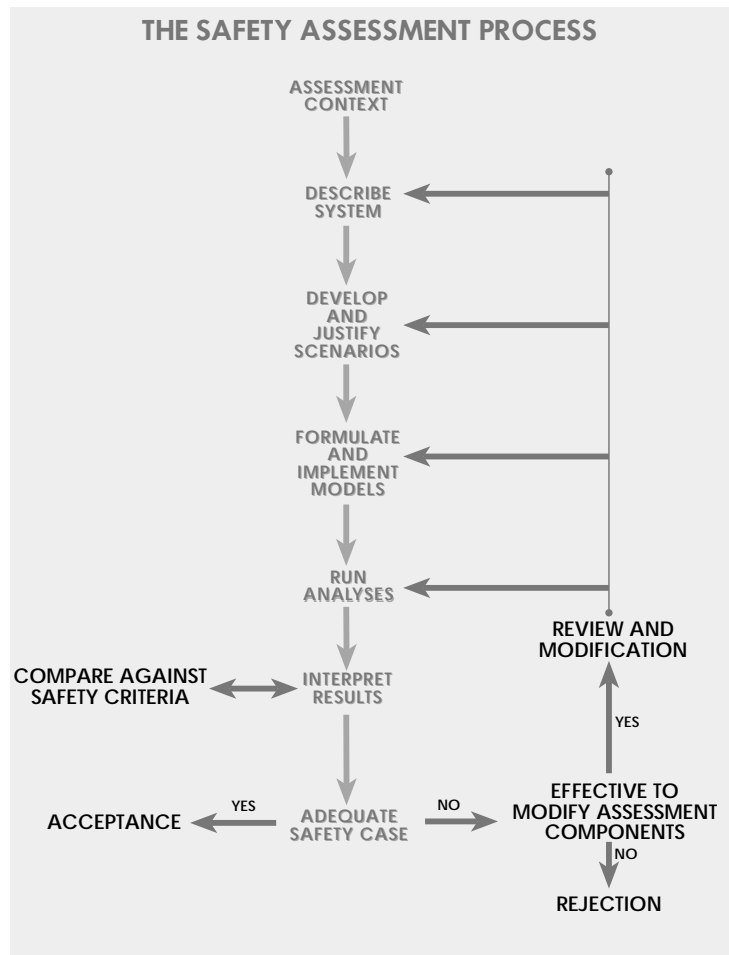 THE SAFETY ASSESSMENT PROCESS
ASSESSMENT
CONTEXT
DESCRIBE
SYSTEM
DEVELOP
AND
JUSTIFY
SCENARIOS
FORMULATE
AND
IMPLEMENT
MODELS
RUN
ANALYSES
REVIEW AND
MODIFICATION
COMPARE AGAINST
SAFETY CRITERIA
INTERPRET
RESULTS
YES
ACCEPTANCE
YES
ADEQUATE
SAFETY CASE
NO
EFFECTIVE TO
MODIFY ASSESSMENT
COMPONENTS
NO
REJECTION